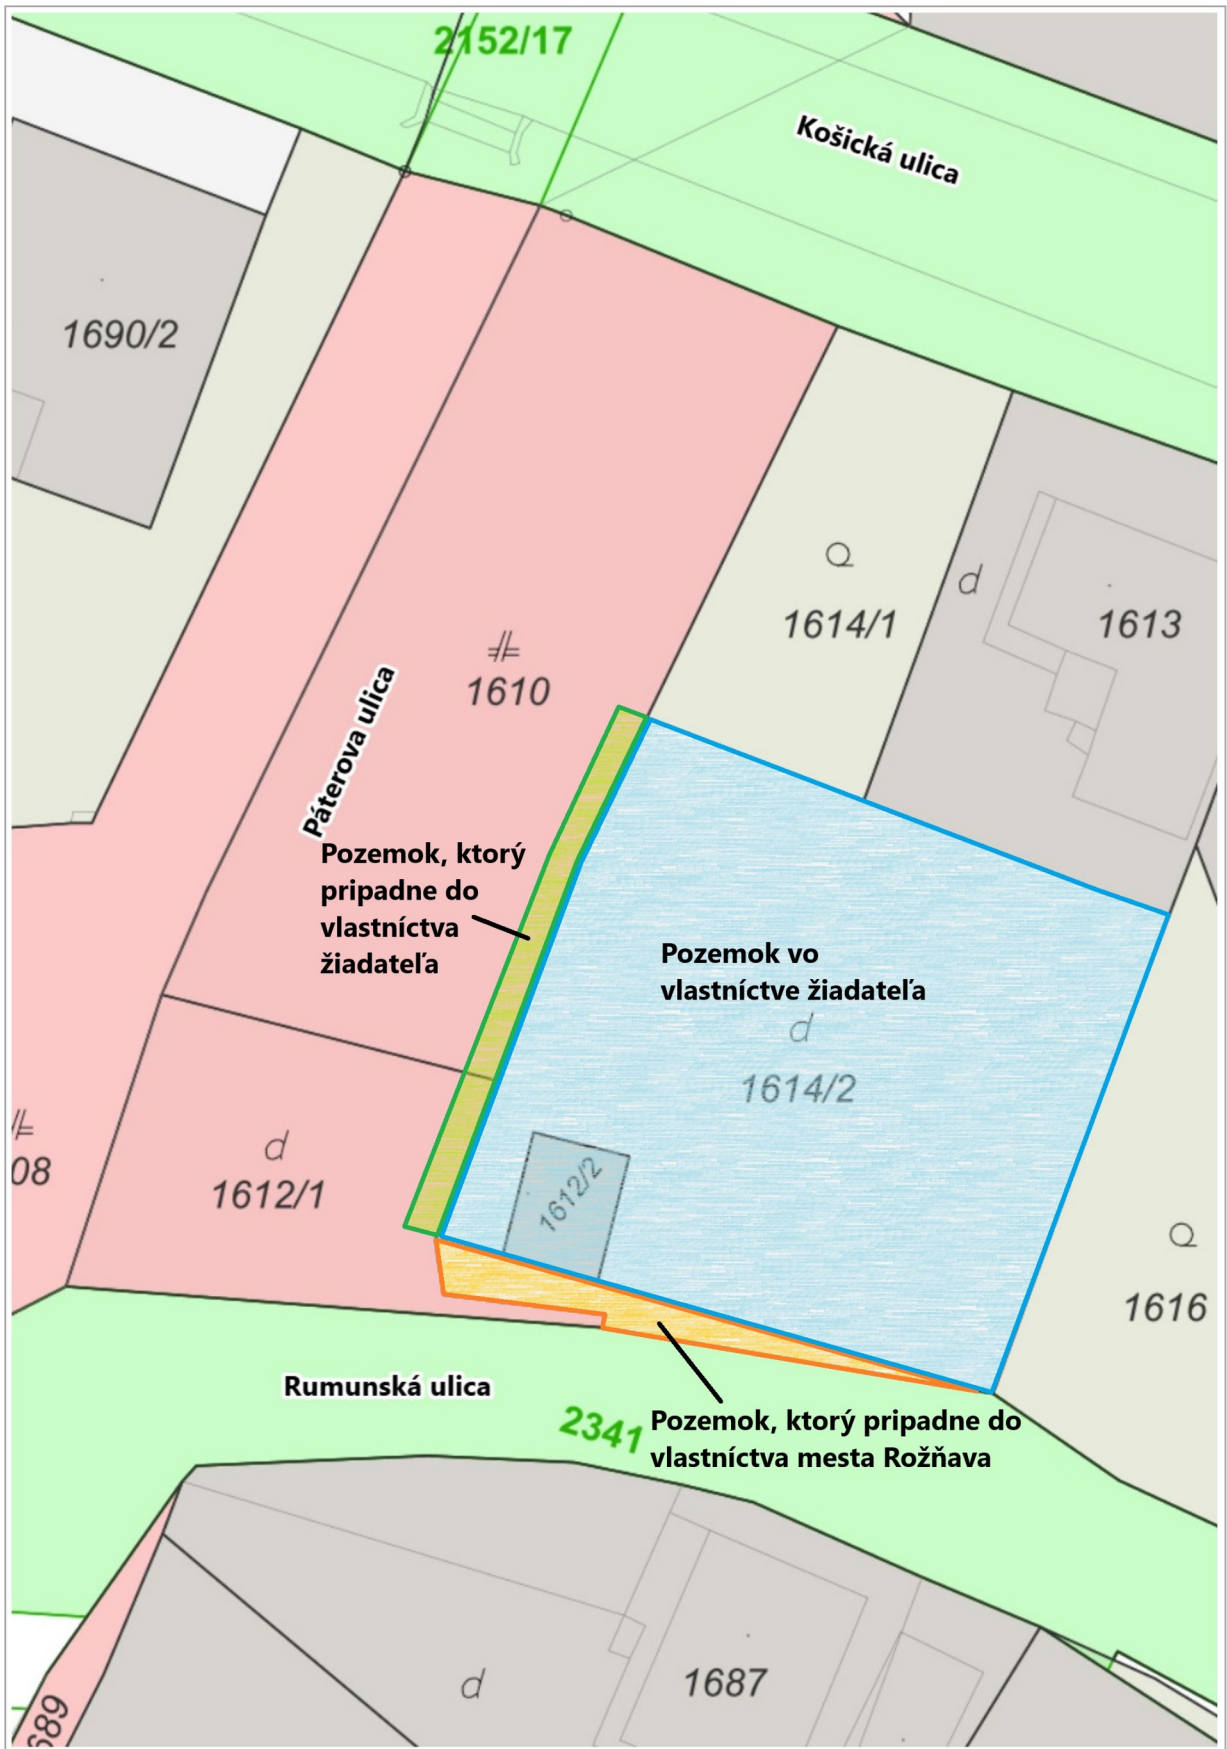 2152/17
Košická ulica
1690/2
d
1614/1
1613
1610
Páterova ulica
Pozemok, ktorý
pripadne do
vlastníctva
žiadateľa
Pozemok vo
vlastníctve žiadateľa
d
1614/2
08
d
1612/1
1612/2
1616
Rumunská ulica
2341
Pozemok, ktorý pripadne do
vlastníctva mesta Rožňava
d
1687
689